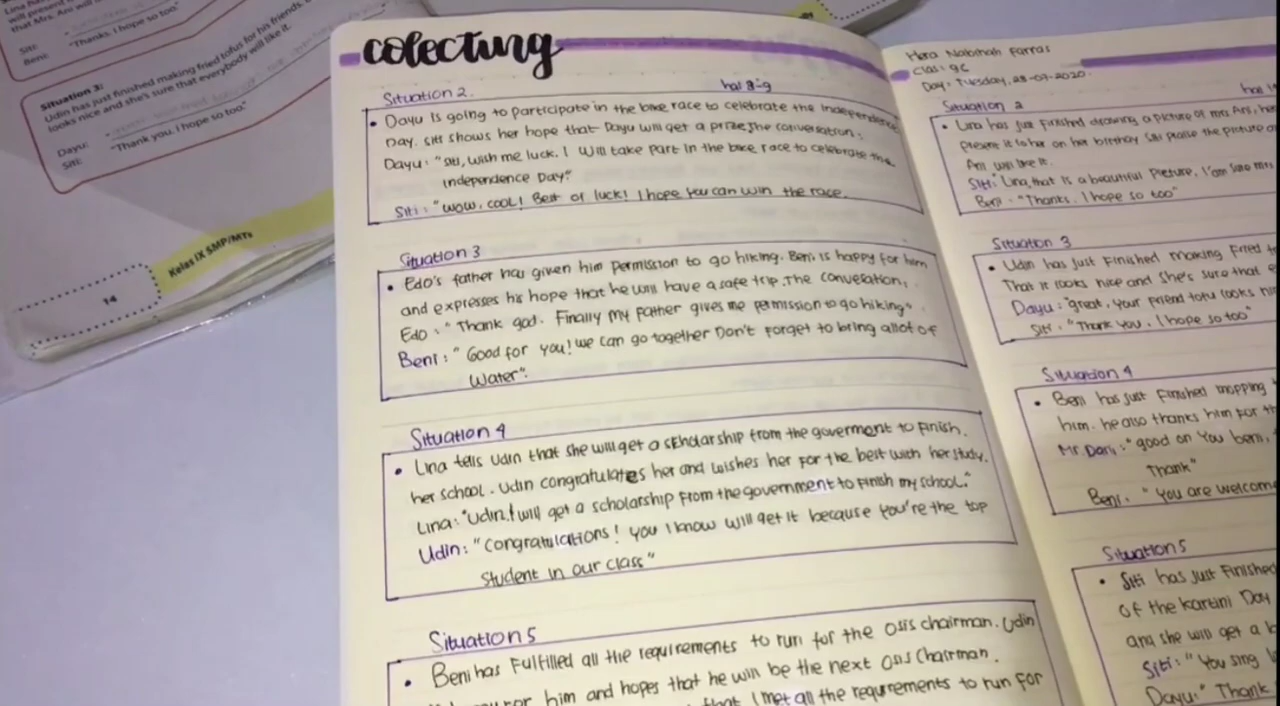 Lina has
will present
that Mrs. Ani will
Siti:
Beni: "Thanks. I hope so too"
Situation 3:
Udin has just finished making fried tofus for his friends.
looks nice and she's sure that everybody will like it.
Dayu:
Siti: "Thank you. I hope so too"
14
Kelas IX SMP/MTs
colecting
Situation 2.
hal 8-9
• Dayu is going to participate in the bike race to celebrate the Independence
Day. Siti shows her hope that Dayu will get a prize. The conversation:
Dayu: "Siti, wish me luck. I will take part in the bike race to celebrate the
Independence Day."
Siti: "Wow, cool! Best of luck! I hope you can win the race.
Situation 3
• Edo's father has given him permission to go hiking. Beni is happy for him
and expresses his hope that he will have a safe trip. The convesation:
Edo: "Thank god. Finally my father gives me permission to go hiking"
Beni: "Good for you! we can go together Don't forget to bring allot of
water".
Situation 4
• Lina tells Udin that she will get a scholarship from the goverment to finish.
her school. Udin congratulates her and wishes her for the best with her study.
Lina: "Udin, I will get a scholarship from the government to finish my school."
Udin: "Congratulations! you I know will get it because you're the top
student in our class"
Situation 5
• Beni has fulfilled all the requirements to run for the Osis chairman. Udin
him and hopes that he will be the next Osis chairman.
that I met all the requirements to run for
Class: 9C
Day: Tuesday, 28-07-2020.
Situation 2
• Lina has just finished drawing a picture of mrs Ani, her
present it to her on her birthday Siti praise the picture
Ani will like it.
Siti: "Lina, that is a beautiful picture, I'am sure mrs.
Beni: "Thanks. I hope so too"
Situation 3
• Udin has just finished making fried
That it looks nice and she's sure that
Dayu: "great, your friend tofu looks
Siti: "Thank you. I hope so too"
Situation 4
• Beni has just finished mopping
him. he also thanks him for
Mr. Dani: "good on you beni,
Thank"
Beni: "You are welcome
Situation 5
• Siti has just finished
of the kartini Day
and she will get a
Siti: "You sing
Dayu: "Thank